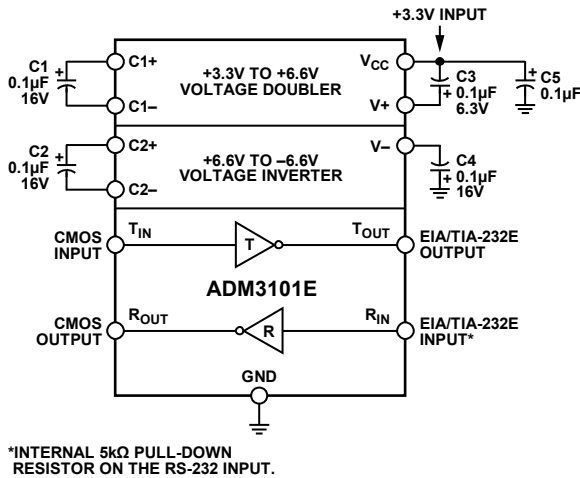 +3.3V INPUT
C1
0.1µF
16V
+
C1+
C1–
+3.3V TO +6.6V
VOLTAGE DOUBLER
VCC
V+
C3
+ 0.1µF
6.3V
+
C5
0.1µF
C2
0.1µF
16V
+
C2+
C2–
+6.6V TO –6.6V
VOLTAGE INVERTER
V–
C4
+ 0.1µF
16V
CMOS
INPUT
TIN
T
TOUT
EIA/TIA-232E
OUTPUT
ADM3101E
CMOS
OUTPUT
ROUT
R
RIN
EIA/TIA-232E
INPUT*
GND
*INTERNAL 5kΩ PULL-DOWN
RESISTOR ON THE RS-232 INPUT.